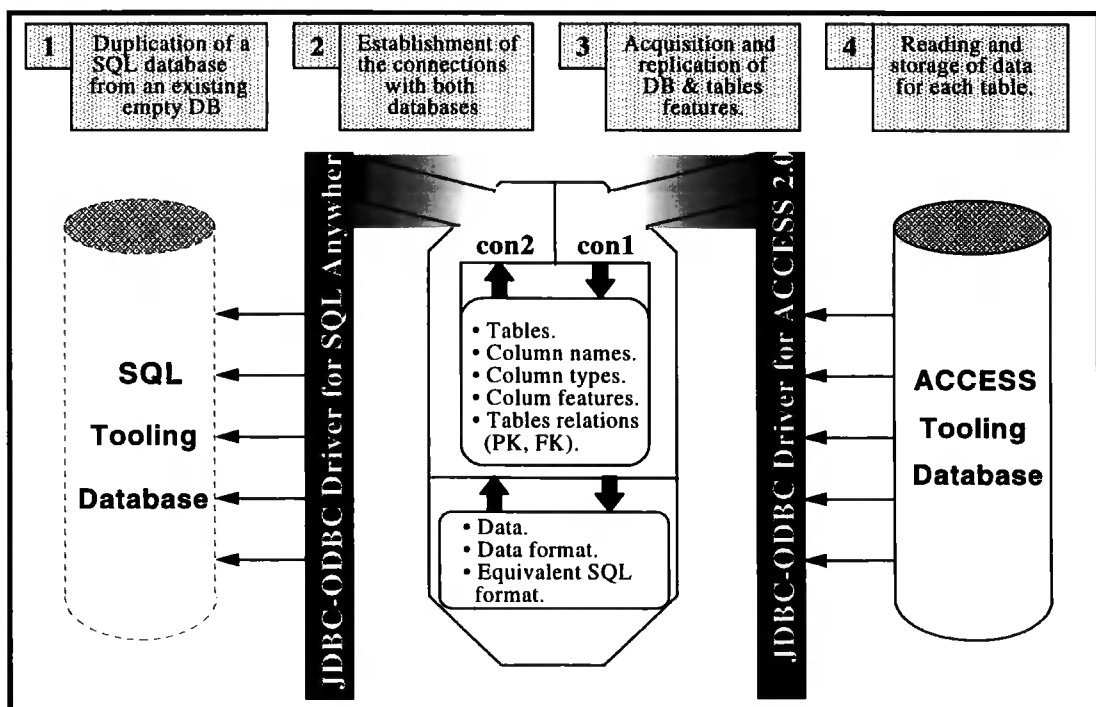 1
Duplication of a
SQL database
from an existing
empty DB
2
Establishment of
the connections
with both
databases
3
Acquisition and
replication of
DB & tables
features.
4
Reading and
storage of data
for each table.
SQL
Tooling
Database
JDBC-ODBC Driver for SQL Anywher
con2
con1
• Tables.
• Column names.
• Column types.
• Colum features.
• Tables relations
(PK, FK).
• Data.
• Data format.
• Equivalent SQL
format.
JDBC-ODBC Driver for ACCESS 2.0
ACCESS
Tooling
Database